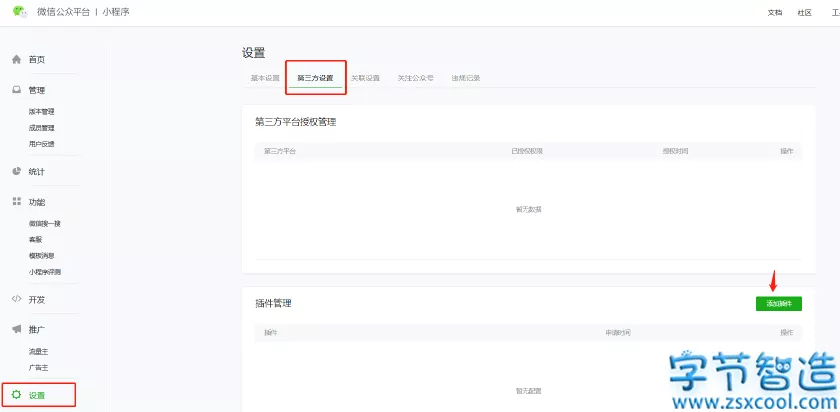 微信公众平台 | 小程序
文档 社区
首页
管理
版本管理
成员管理
用户反馈
统计
功能
微信搜一搜
客服
模板消息
小程序评测
开发
推广
流量主
广告主
设置
设置
基本设置 第三方设置 关联设置 关注公众号 违规记录
第三方平台授权管理
第三方平台 已授权权限 授权时间 操作
暂无数据
插件管理 添加插件
插件 申请时间 操作
暂无配置
字节智造
www.zsxcool.com